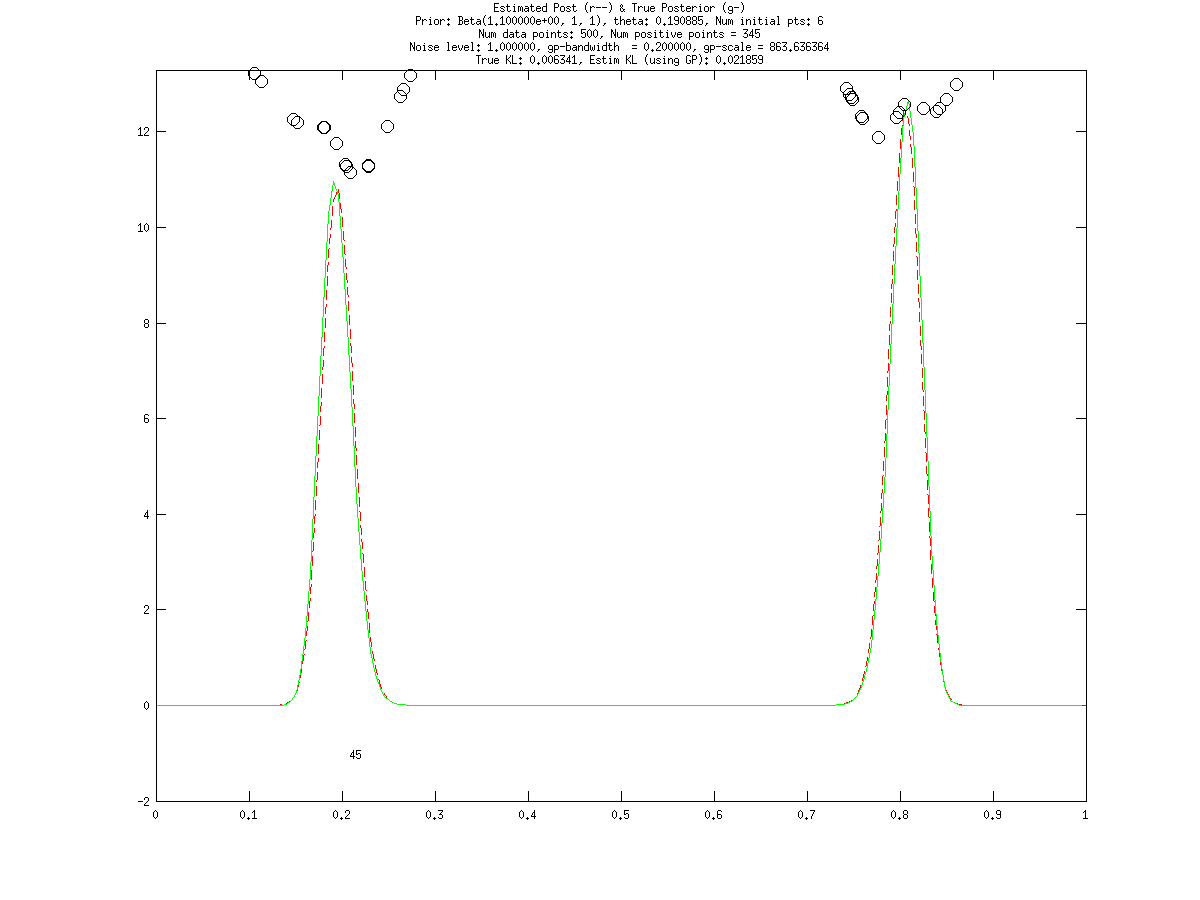 Estimated Post (r--) & True Posterior (g-)
Prior: Beta(1.100000e+00, 1, 1), theta: 0.190885, Num initial pts: 6
Num data points: 500, Num positive points = 345
Noise level: 1.000000, gp-bandwidth = 0.200000, gp-scale = 863.636364
True KL: 0.006341, Estim KL (using GP): 0.021859
12
10
8
6
4
2
0
45
-2
0 0.1 0.2 0.3 0.4 0.5 0.6 0.7 0.8 0.9 1